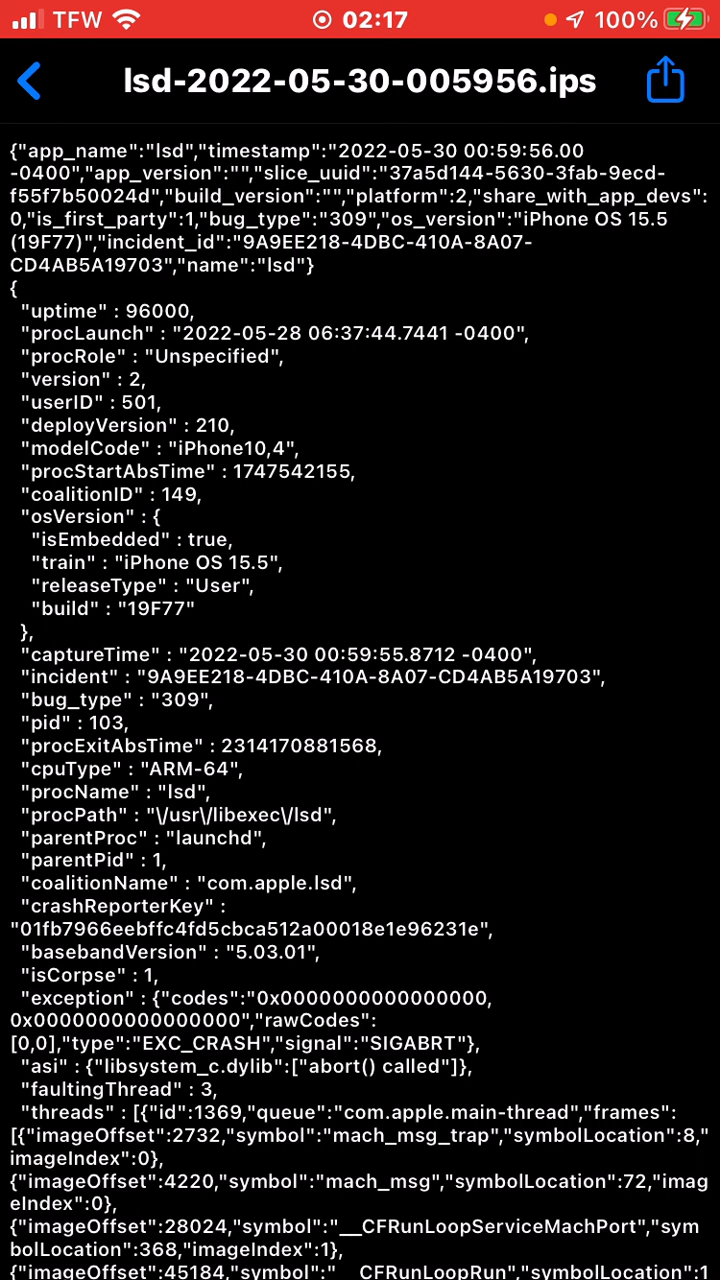 TFW 02:17 100%
lsd-2022-05-30-005956.ips
{"app_name":"lsd","timestamp":"2022-05-30 00:59:56.00
-0400","app_version":"","slice_uuid":"37a5d144-5630-3fab-9ecd-
f55f7b50024d","build_version":"","platform":2,"share_with_app_devs":
0,"is_first_party":1,"bug_type":"309","os_version":"iPhone OS 15.5
(19F77)","incident_id":"9A9EE218-4DBC-410A-8A07-
CD4AB5A19703","name":"lsd"}
{
"uptime" : 96000,
"procLaunch" : "2022-05-28 06:37:44.7441 -0400",
"procRole" : "Unspecified",
"version" : 2,
"userID" : 501,
"deployVersion" : 210,
"modelCode" : "iPhone10,4",
"procStartAbsTime" : 1747542155,
"coalitionID" : 149,
"osVersion" : {
"isEmbedded" : true,
"train" : "iPhone OS 15.5",
"releaseType" : "User",
"build" : "19F77"
},
"captureTime" : "2022-05-30 00:59:55.8712 -0400",
"incident" : "9A9EE218-4DBC-410A-8A07-CD4AB5A19703",
"bug_type" : "309",
"pid" : 103,
"procExitAbsTime" : 2314170881568,
"cpuType" : "ARM-64",
"procName" : "lsd",
"procPath" : "\/usr\/libexec\/lsd",
"parentProc" : "launchd",
"parentPid" : 1,
"coalitionName" : "com.apple.lsd",
"crashReporterKey" :
"01fb7966eebffc4fd5cbca512a00018e1e96231e",
"basebandVersion" : "5.03.01",
"isCorpse" : 1,
"exception" : {"codes":"0x0000000000000000,
0x0000000000000000","rawCodes":
[0,0],"type":"EXC_CRASH","signal":"SIGABRT"},
"asi" : {"libsystem_c.dylib":["abort() called"]},
"faultingThread" : 3,
"threads" : [{"id":1369,"queue":"com.apple.main-thread","frames":
[{"imageOffset":2732,"symbol":"mach_msg_trap","symbolLocation":8,"
imageIndex":0},
{"imageOffset":4220,"symbol":"mach_msg","symbolLocation":72,"imag
eIndex":0},
{"imageOffset":28024,"symbol":"__CFRunLoopServiceMachPort","sym
bolLocation":368,"imageIndex":1},
{"imageOffset":45184,"symbol":"__CFRunLoopRun","symbolLocation":1